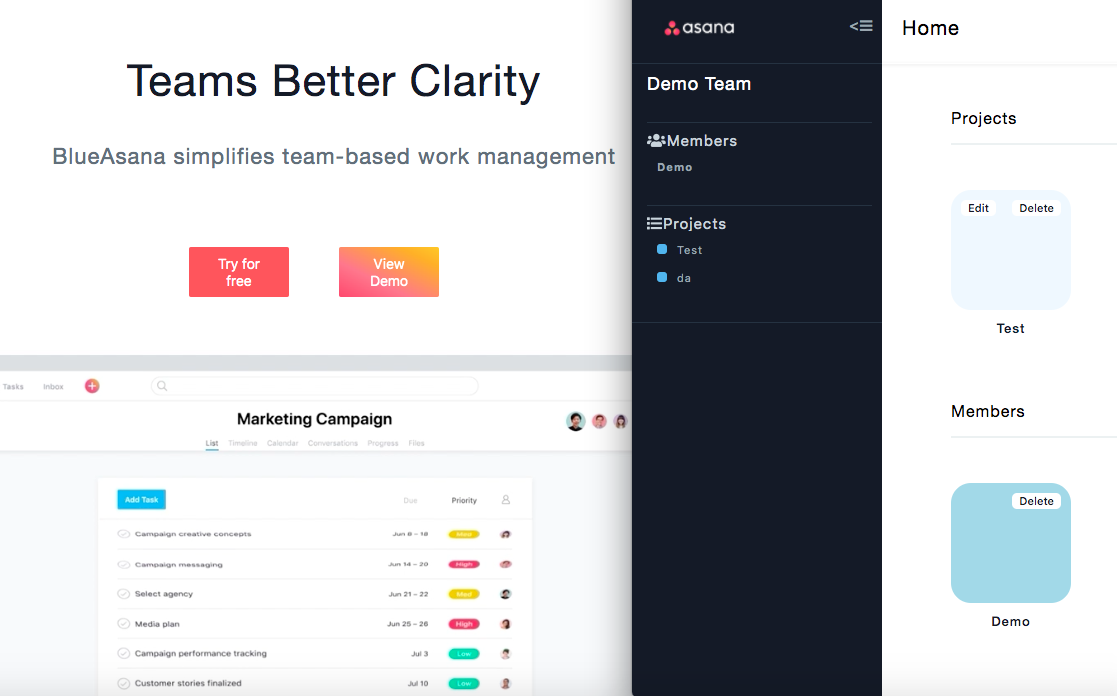 Teams Better Clarity
BlueAsana simplifies team-based work management
Try for
free
View
Demo
Tasks
Inbox
Marketing Campaign
List Timeline Calendar Conversations Progress Files
Add Task
Due
Priority
Campaign creative concepts Jun 8 – 18 Med
Campaign messaging Jun 14 – 20 High
Select agency Jun 21 – 22 Med
Media plan Jun 25 – 26 High
Campaign performance tracking Jul 3 Low
Customer stories finalized Jul 10 Low
asana
<
Demo Team
Members
Demo
Projects
Test
da
Home
Projects
Edit Delete
Test
Members
Delete
Demo